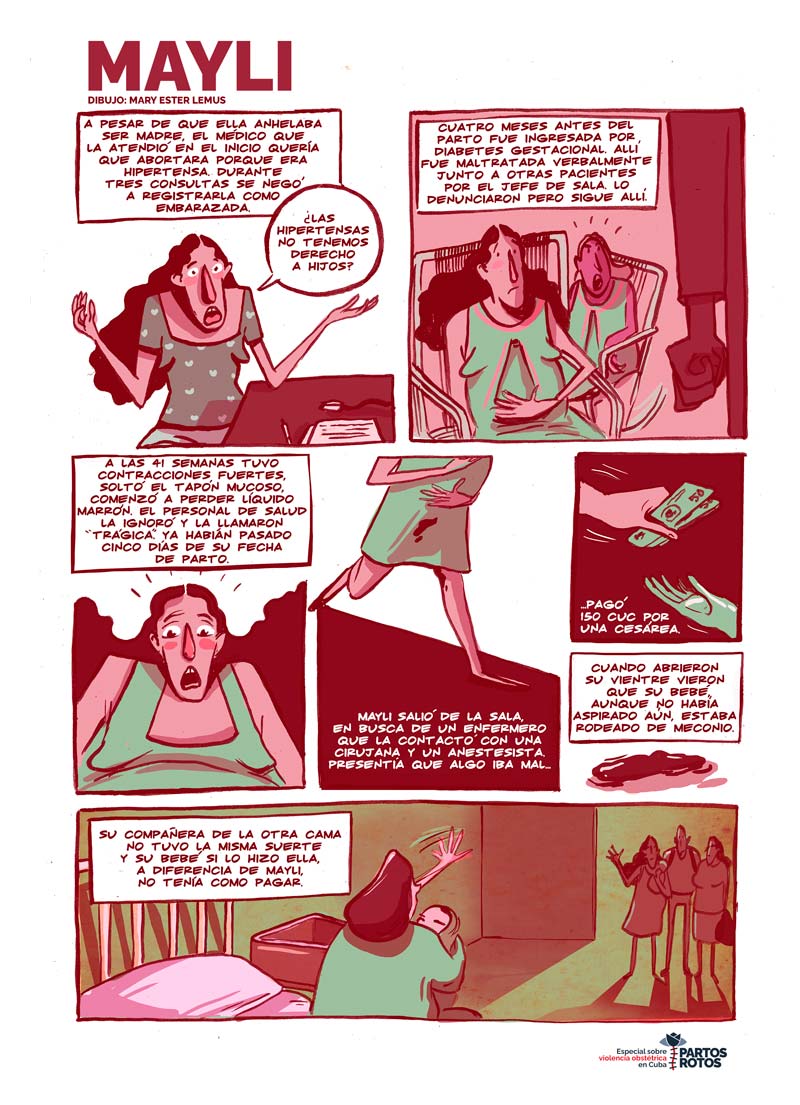 MAYLI
DIBUJO: MARY ESTER LEMUS
A PESAR DE QUE ELLA ANHELABA
SER MADRE, EL MÉDICO QUE
LA ATENDIÓ EN EL INICIO QUERÍA
QUE ABORTARA PORQUE ERA
HIPERTENSA. DURANTE
TRES CONSULTAS SE NEGÓ
A REGISTRARLA COMO
EMBARAZADA.
¿LAS
HIPERTENSAS
NO TENEMOS
DERECHO
A HIJOS?
CUATRO MESES ANTES DEL
PARTO FUE INGRESADA POR
DIABETES GESTACIONAL. ALLÍ
FUE MALTRATADA VERBALMENTE
JUNTO A OTRAS PACIENTES
POR EL JEFE DE SALA. LO
DENUNCIARON PERO SIGUE ALLÍ.
A LAS 41 SEMANAS TUVO
CONTRACCIONES FUERTES,
SOLTÓ EL TAPÓN MUCOSO,
COMENZÓ A PERDER LÍQUIDO
MARRÓN. EL PERSONAL DE SALUD
LA IGNORÓ Y LA LLAMARON
"TRÁGICA". YA HABÍAN PASADO
CINCO DÍAS DE SU FECHA
DE PARTO.
MAYLI SALIÓ DE LA SALA,
EN BUSCA DE UN ENFERMERO
QUE LA CONTACTÓ CON UNA
CIRUJANA Y UN ANESTESISTA.
PRESENTÍA QUE ALGO IBA MAL...
50
...PAGÓ
150 CUC POR
UNA CESÁREA.
CUANDO ABRIERON
SU VIENTRE VIERON
QUE SU BEBÉ,
AUNQUE NO HABÍA
ASPIRADO AÚN, ESTABA
RODEADO DE MECONIO.
SU COMPAÑERA DE LA OTRA CAMA
NO TUVO LA MISMA SUERTE
Y SU BEBÉ SÍ LO HIZO. ELLA,
A DIFERENCIA DE MAYLI,
NO TENÍA COMO PAGAR.
Especial sobre
violencia obstétrica
en Cuba
PARTOS
ROTOS